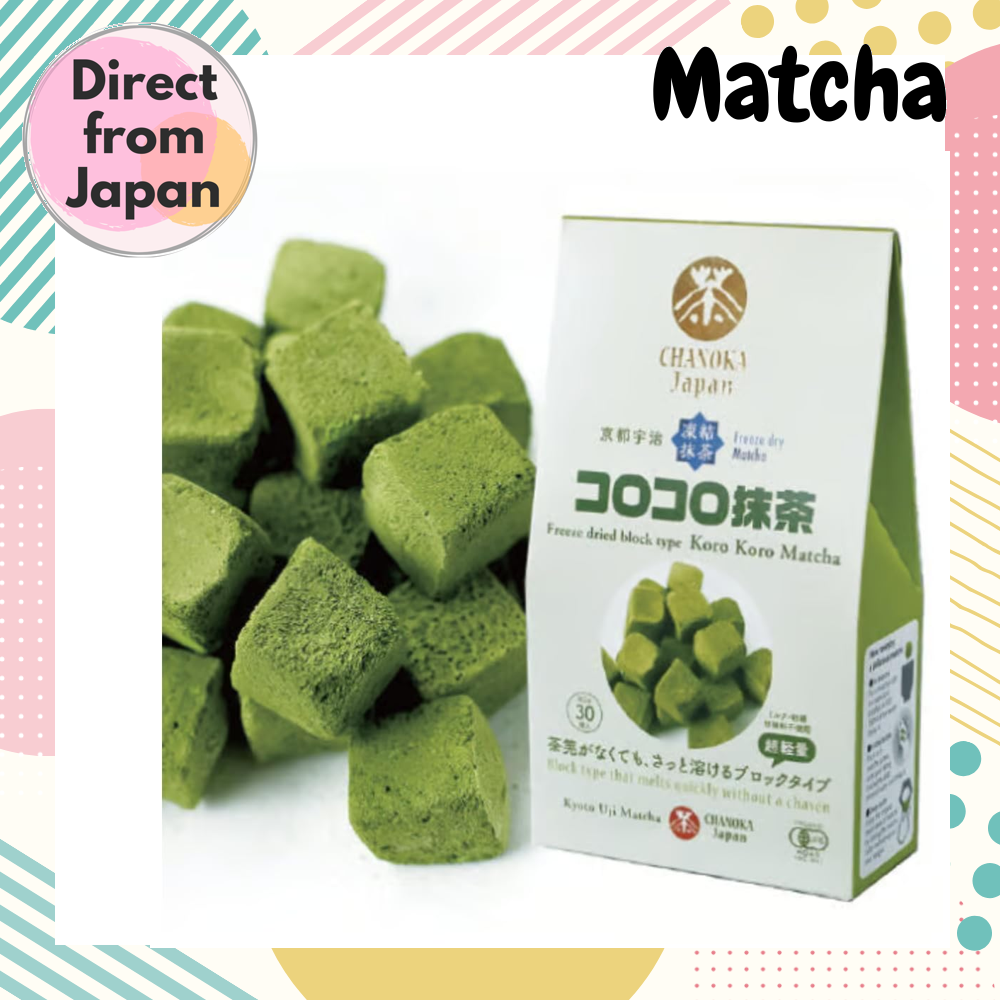 Direct
from
Japan
Matcha
茶
CHANOKA
Japan
京都宇治
凍結
抹茶
Freeze dry
Matcha
コロコロ抹茶
Freeze dried block type Koro Koro Matcha
30
超軽量
茶筅がなくても、さっと溶けるブロックタイプ
Block type that melts quickly without a chasen
Kyoto Uji Matcha
茶
CHANOKA
Japan